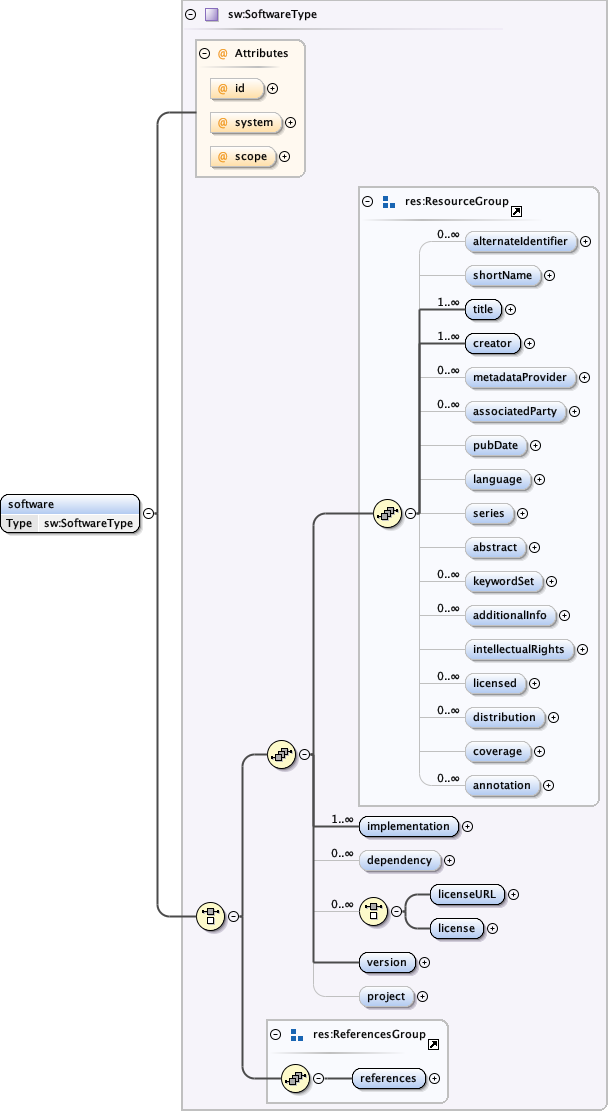 sw:SoftwareType
@ Attributes
@ id
@ system
@ scope
res:ResourceGroup
0..∞ alternateIdentifier
shortName
1..∞ title
1..∞ creator
0..∞ metadataProvider
0..∞ associatedParty
pubDate
language
series
software
Type sw:SoftwareType
abstract
0..∞ keywordSet
0..∞ additionalInfo
intellectualRights
0..∞ licensed
0..∞ distribution
coverage
0..∞ annotation
1..∞ implementation
0..∞ dependency
licenseURL
0..∞
license
version
project
res:ReferencesGroup
references